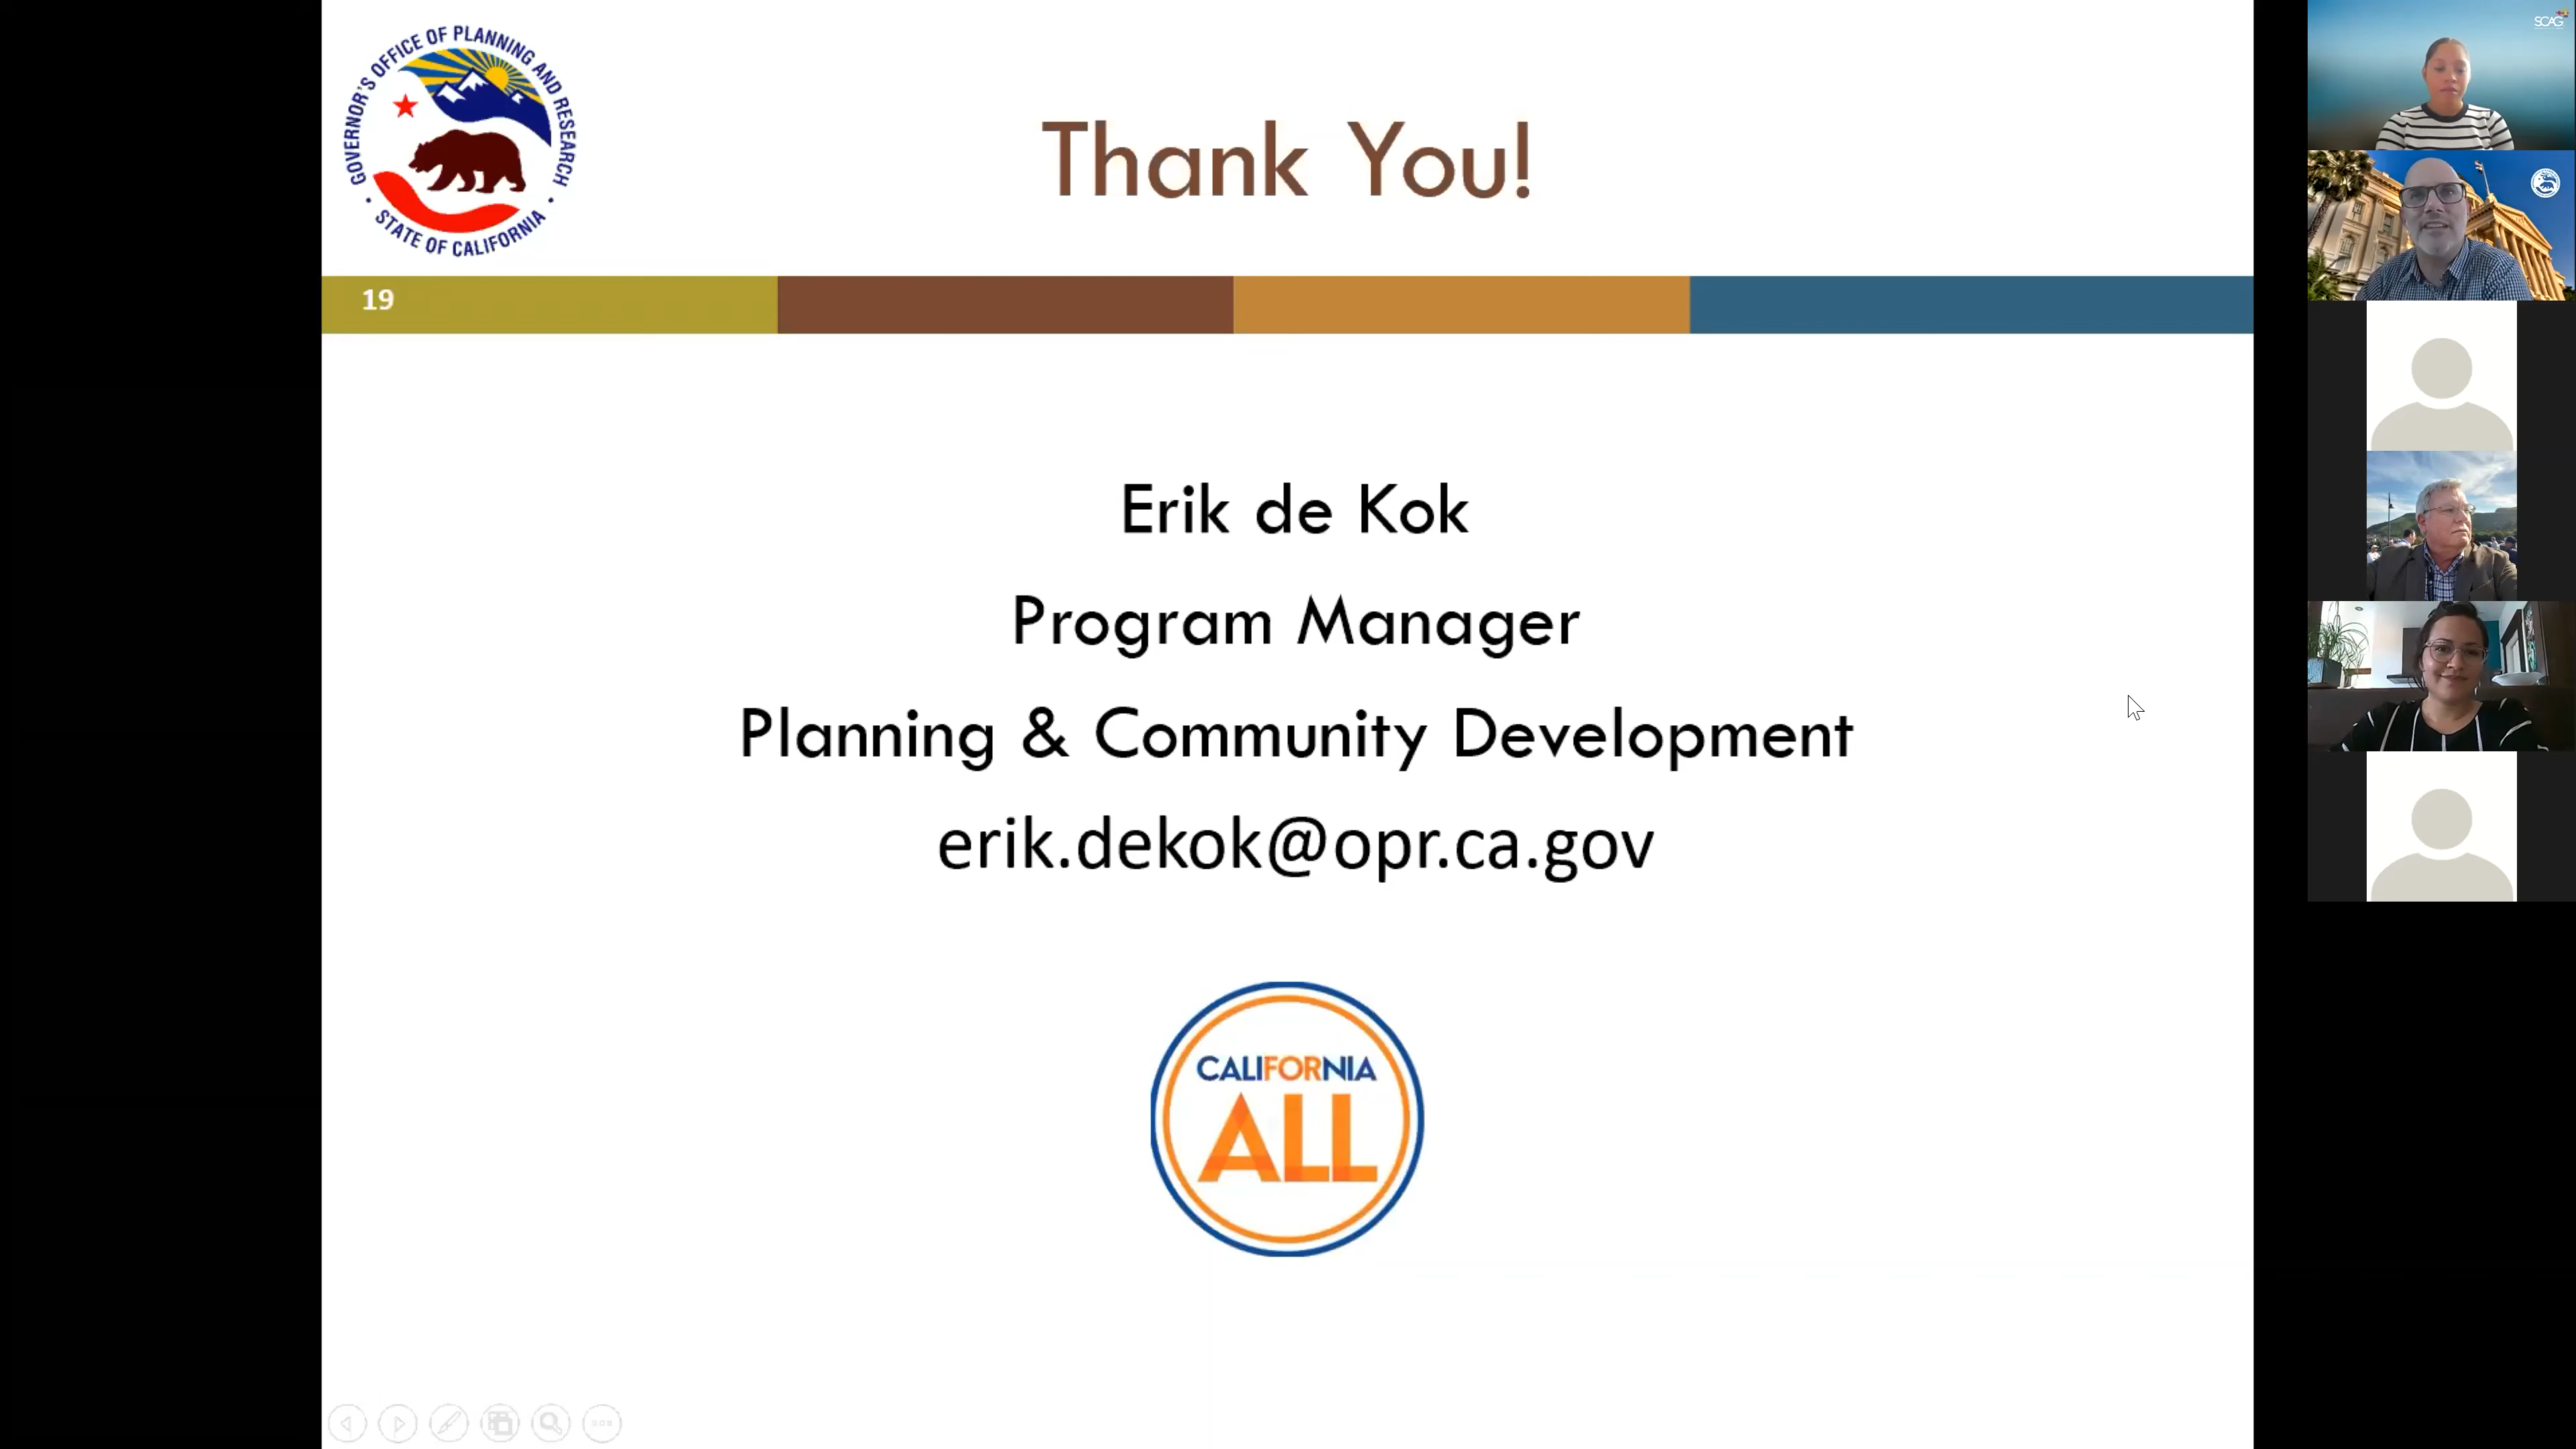 GOVERNOR'S OFFICE OF PLANNING AND RESEARCH
• STATE OF CALIFORNIA •
Thank You!
19
Erik de Kok
Program Manager
Planning & Community Development
erik.dekok@opr.ca.gov
CALIFORNIA
ALL
SCAG